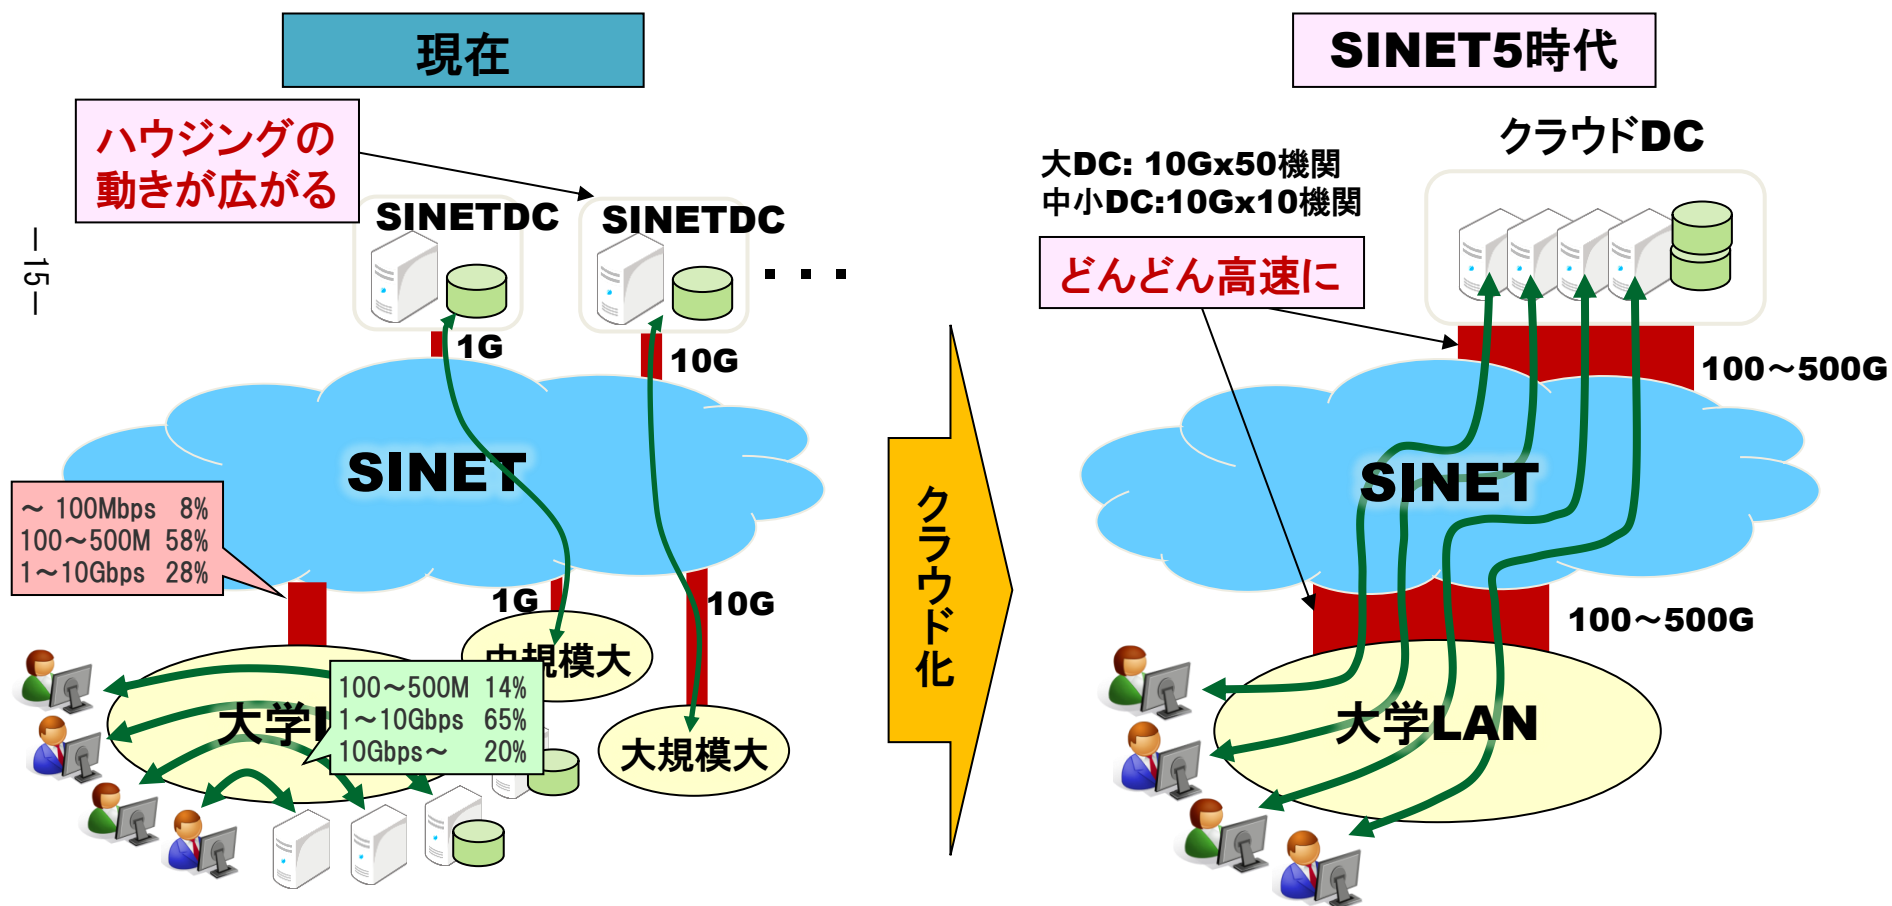 現在
SINET5時代
ハウジングの
動きが広がる
SINETDC
SINETDC
・・・
1G
10G
SINET
～ 100Mbps 8%
100～500M 58%
1～10Gbps 28%
1G
10G
中規模大
大規模大
大学L
100～500M 14%
1～10Gbps 65%
10Gbps～ 20%
クラウド化
クラウドDC
大DC: 10Gx50機関
中小DC:10Gx10機関
どんどん高速に
100～500G
SINET
100～500G
大学LAN
－15－